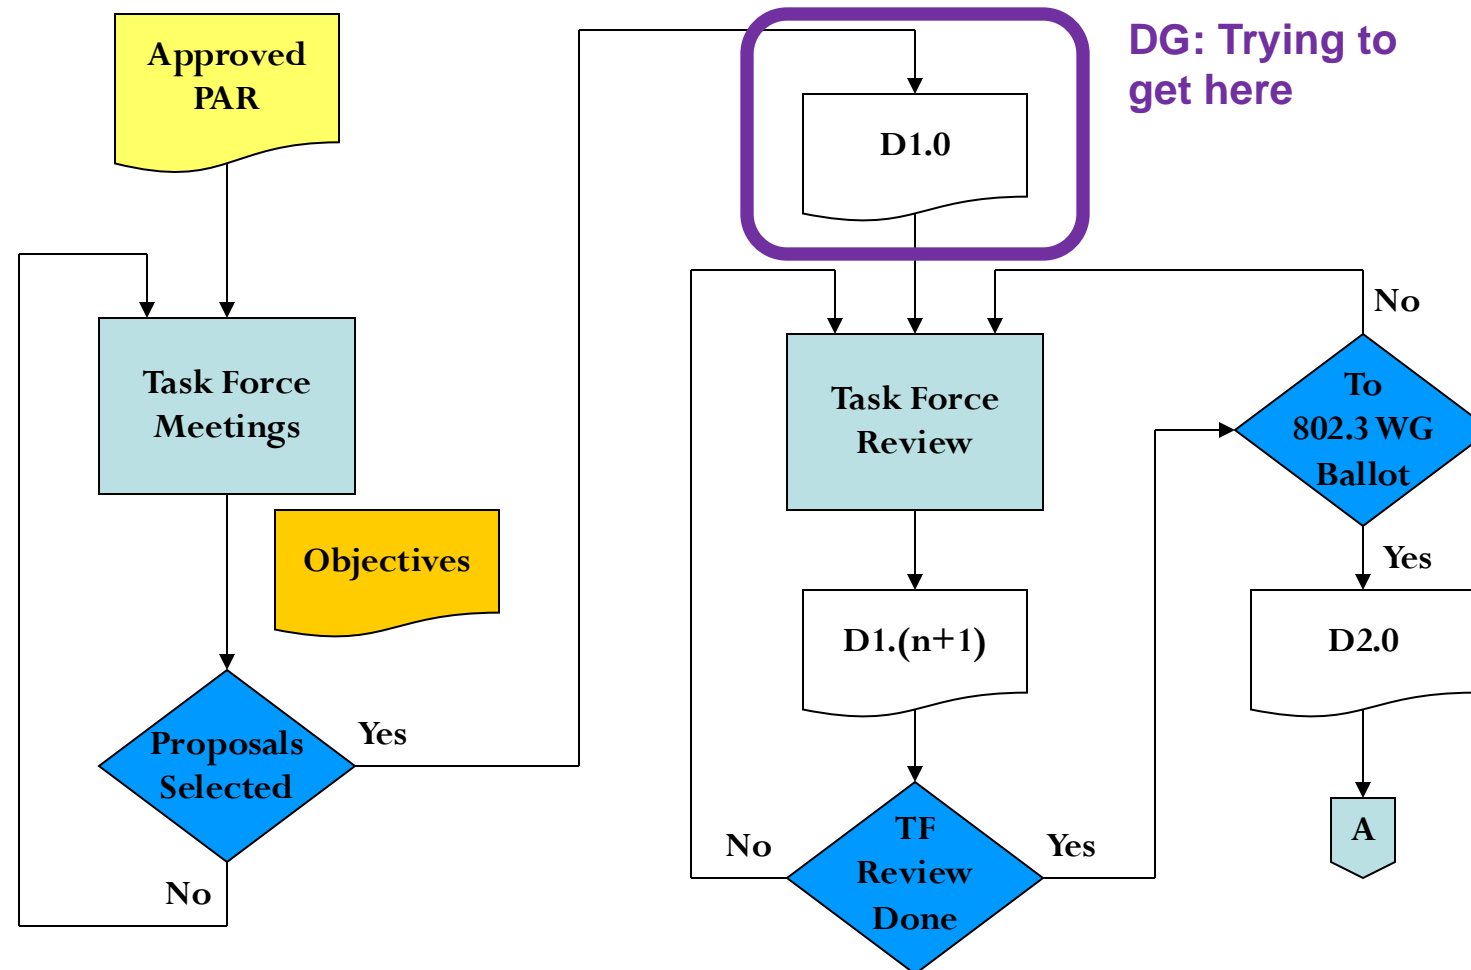 Approved
PAR
Task Force
Meetings
Objectives
Proposals
Selected
Yes
No
D1.0
DG: Trying to
get here
Task Force
Review
D1.(n+1)
TF
Review
Done
No
Yes
To
802.3 WG
Ballot
No
Yes
D2.0
A